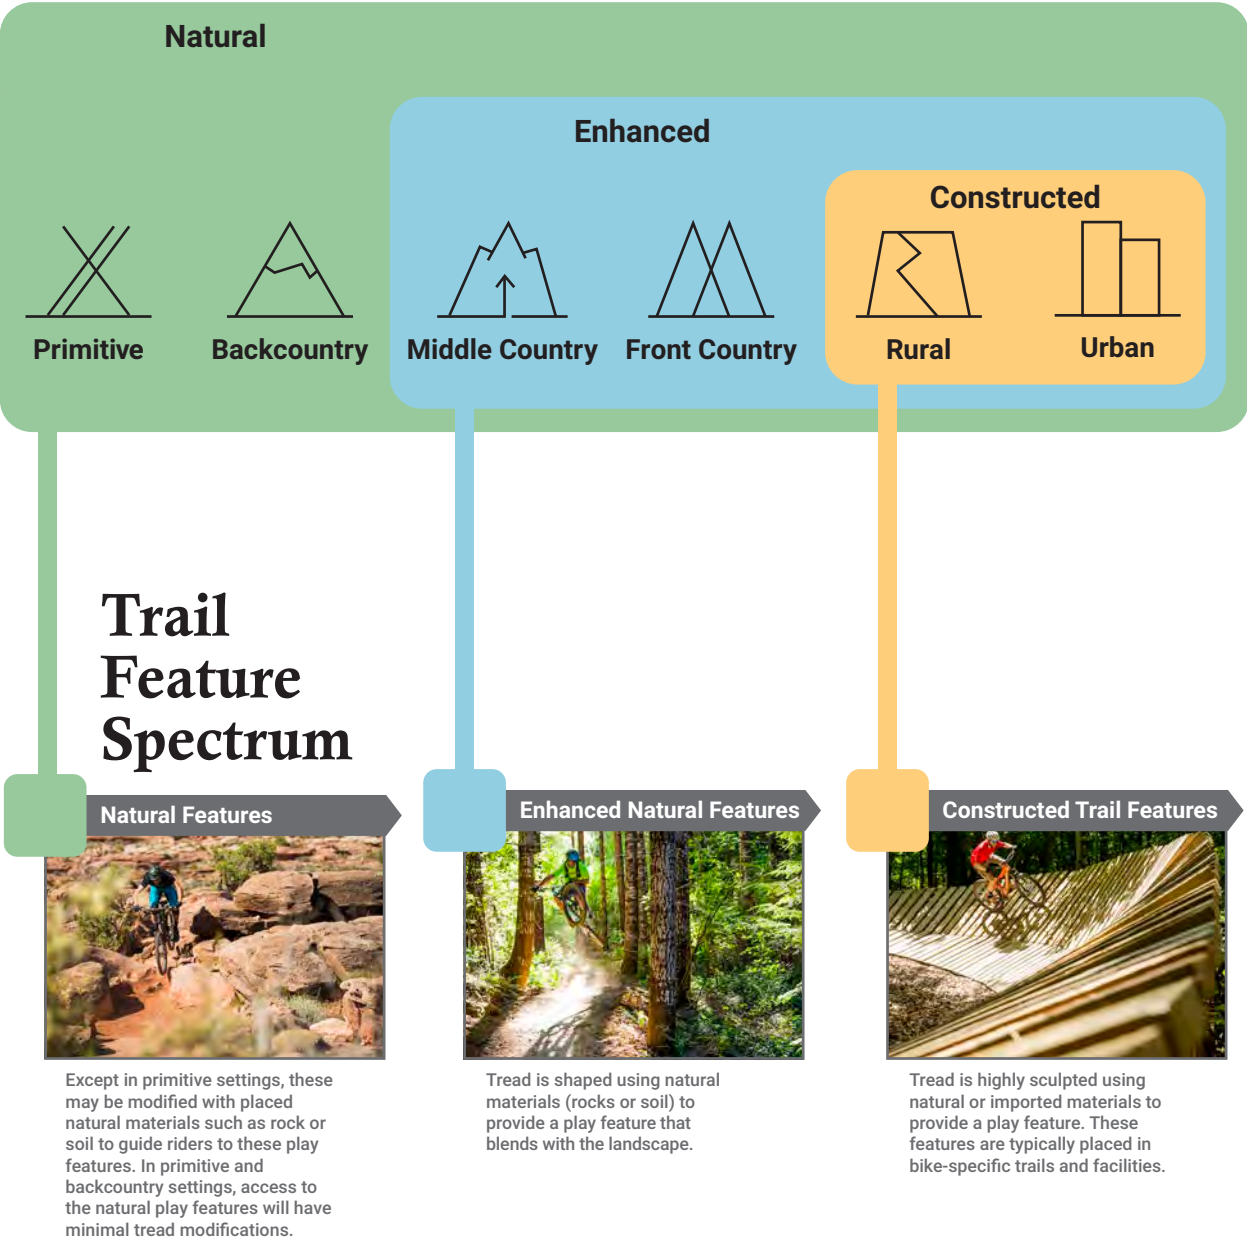 Natural
Enhanced
Constructed
Primitive
Backcountry
Middle Country
Front Country
Rural
Urban
Trail
Feature
Spectrum
Natural Features
Except in primitive settings, these
may be modified with placed
natural materials such as rock or
soil to guide riders to these play
features. In primitive and
backcountry settings, access to
the natural play features will have
minimal tread modifications.
Enhanced Natural Features
Tread is shaped using natural
materials (rocks or soil) to
provide a play feature that
blends with the landscape.
Constructed Trail Features
Tread is highly sculpted using
natural or imported materials to
provide a play feature. These
features are typically placed in
bike-specific trails and facilities.